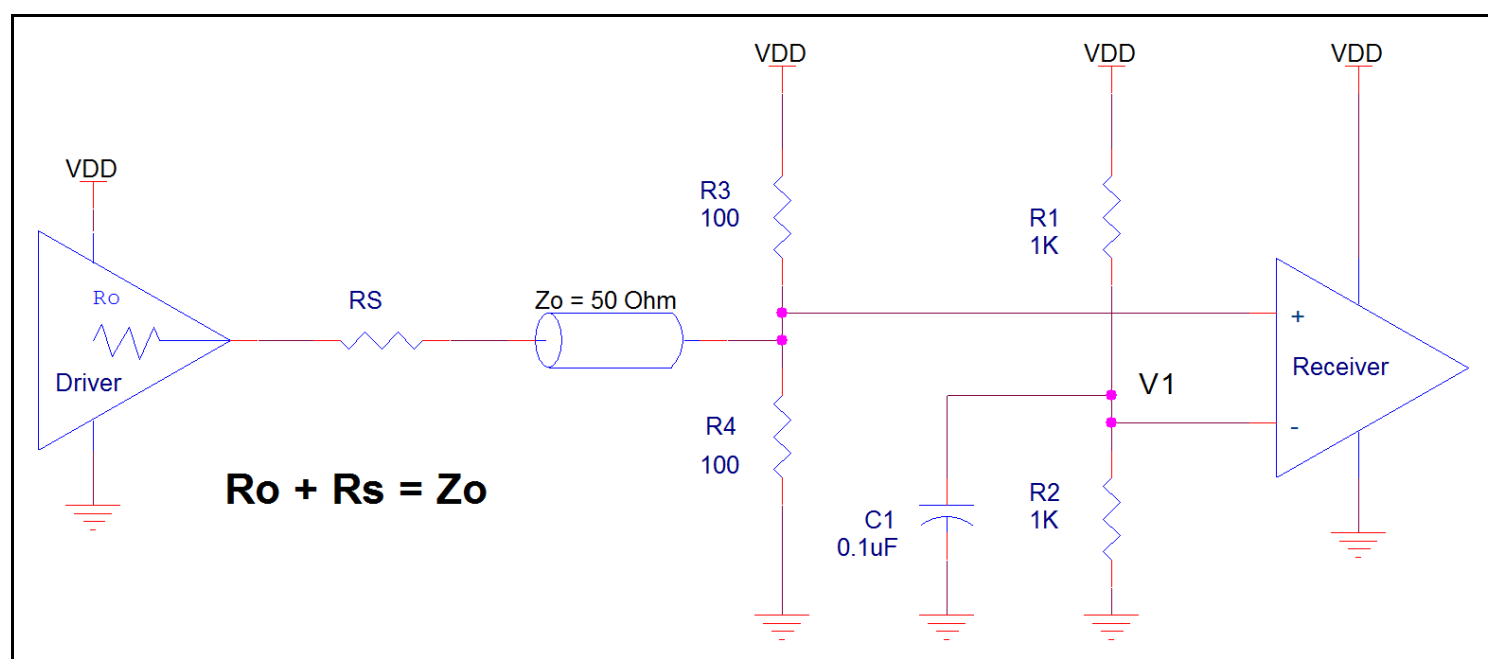 VDD
VDD
VDD
VDD
R3
100
R1
1K
Ro
RS
Zo = 50 Ohm
+
Driver
Receiver
V1
-
R4
100
Ro + Rs = Zo
R2
1K
C1
0.1uF